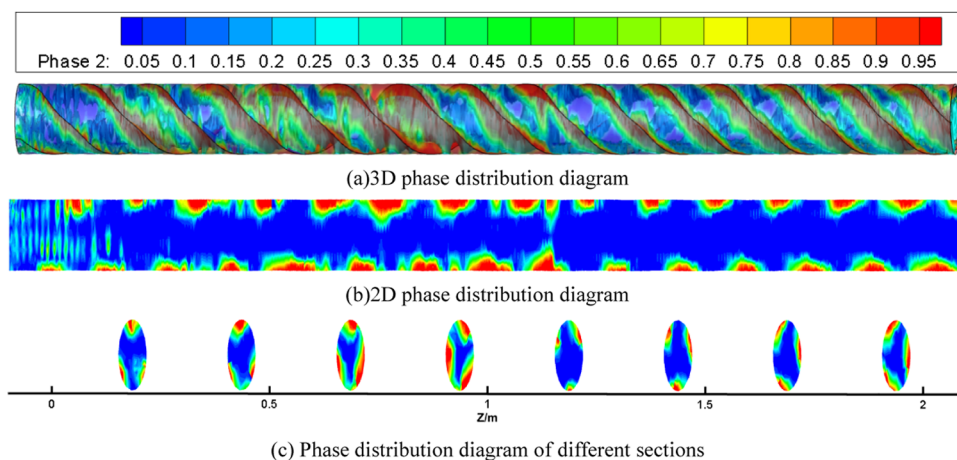 Phase 2: 0.05 0.1 0.15 0.2 0.25 0.3 0.35 0.4 0.45 0.5 0.55 0.6 0.65 0.7 0.75 0.8 0.85 0.9 0.95
(a)3D phase distribution diagram
(b)2D phase distribution diagram
0 0.5 1 1.5 2
Z/m
(c) Phase distribution diagram of different sections